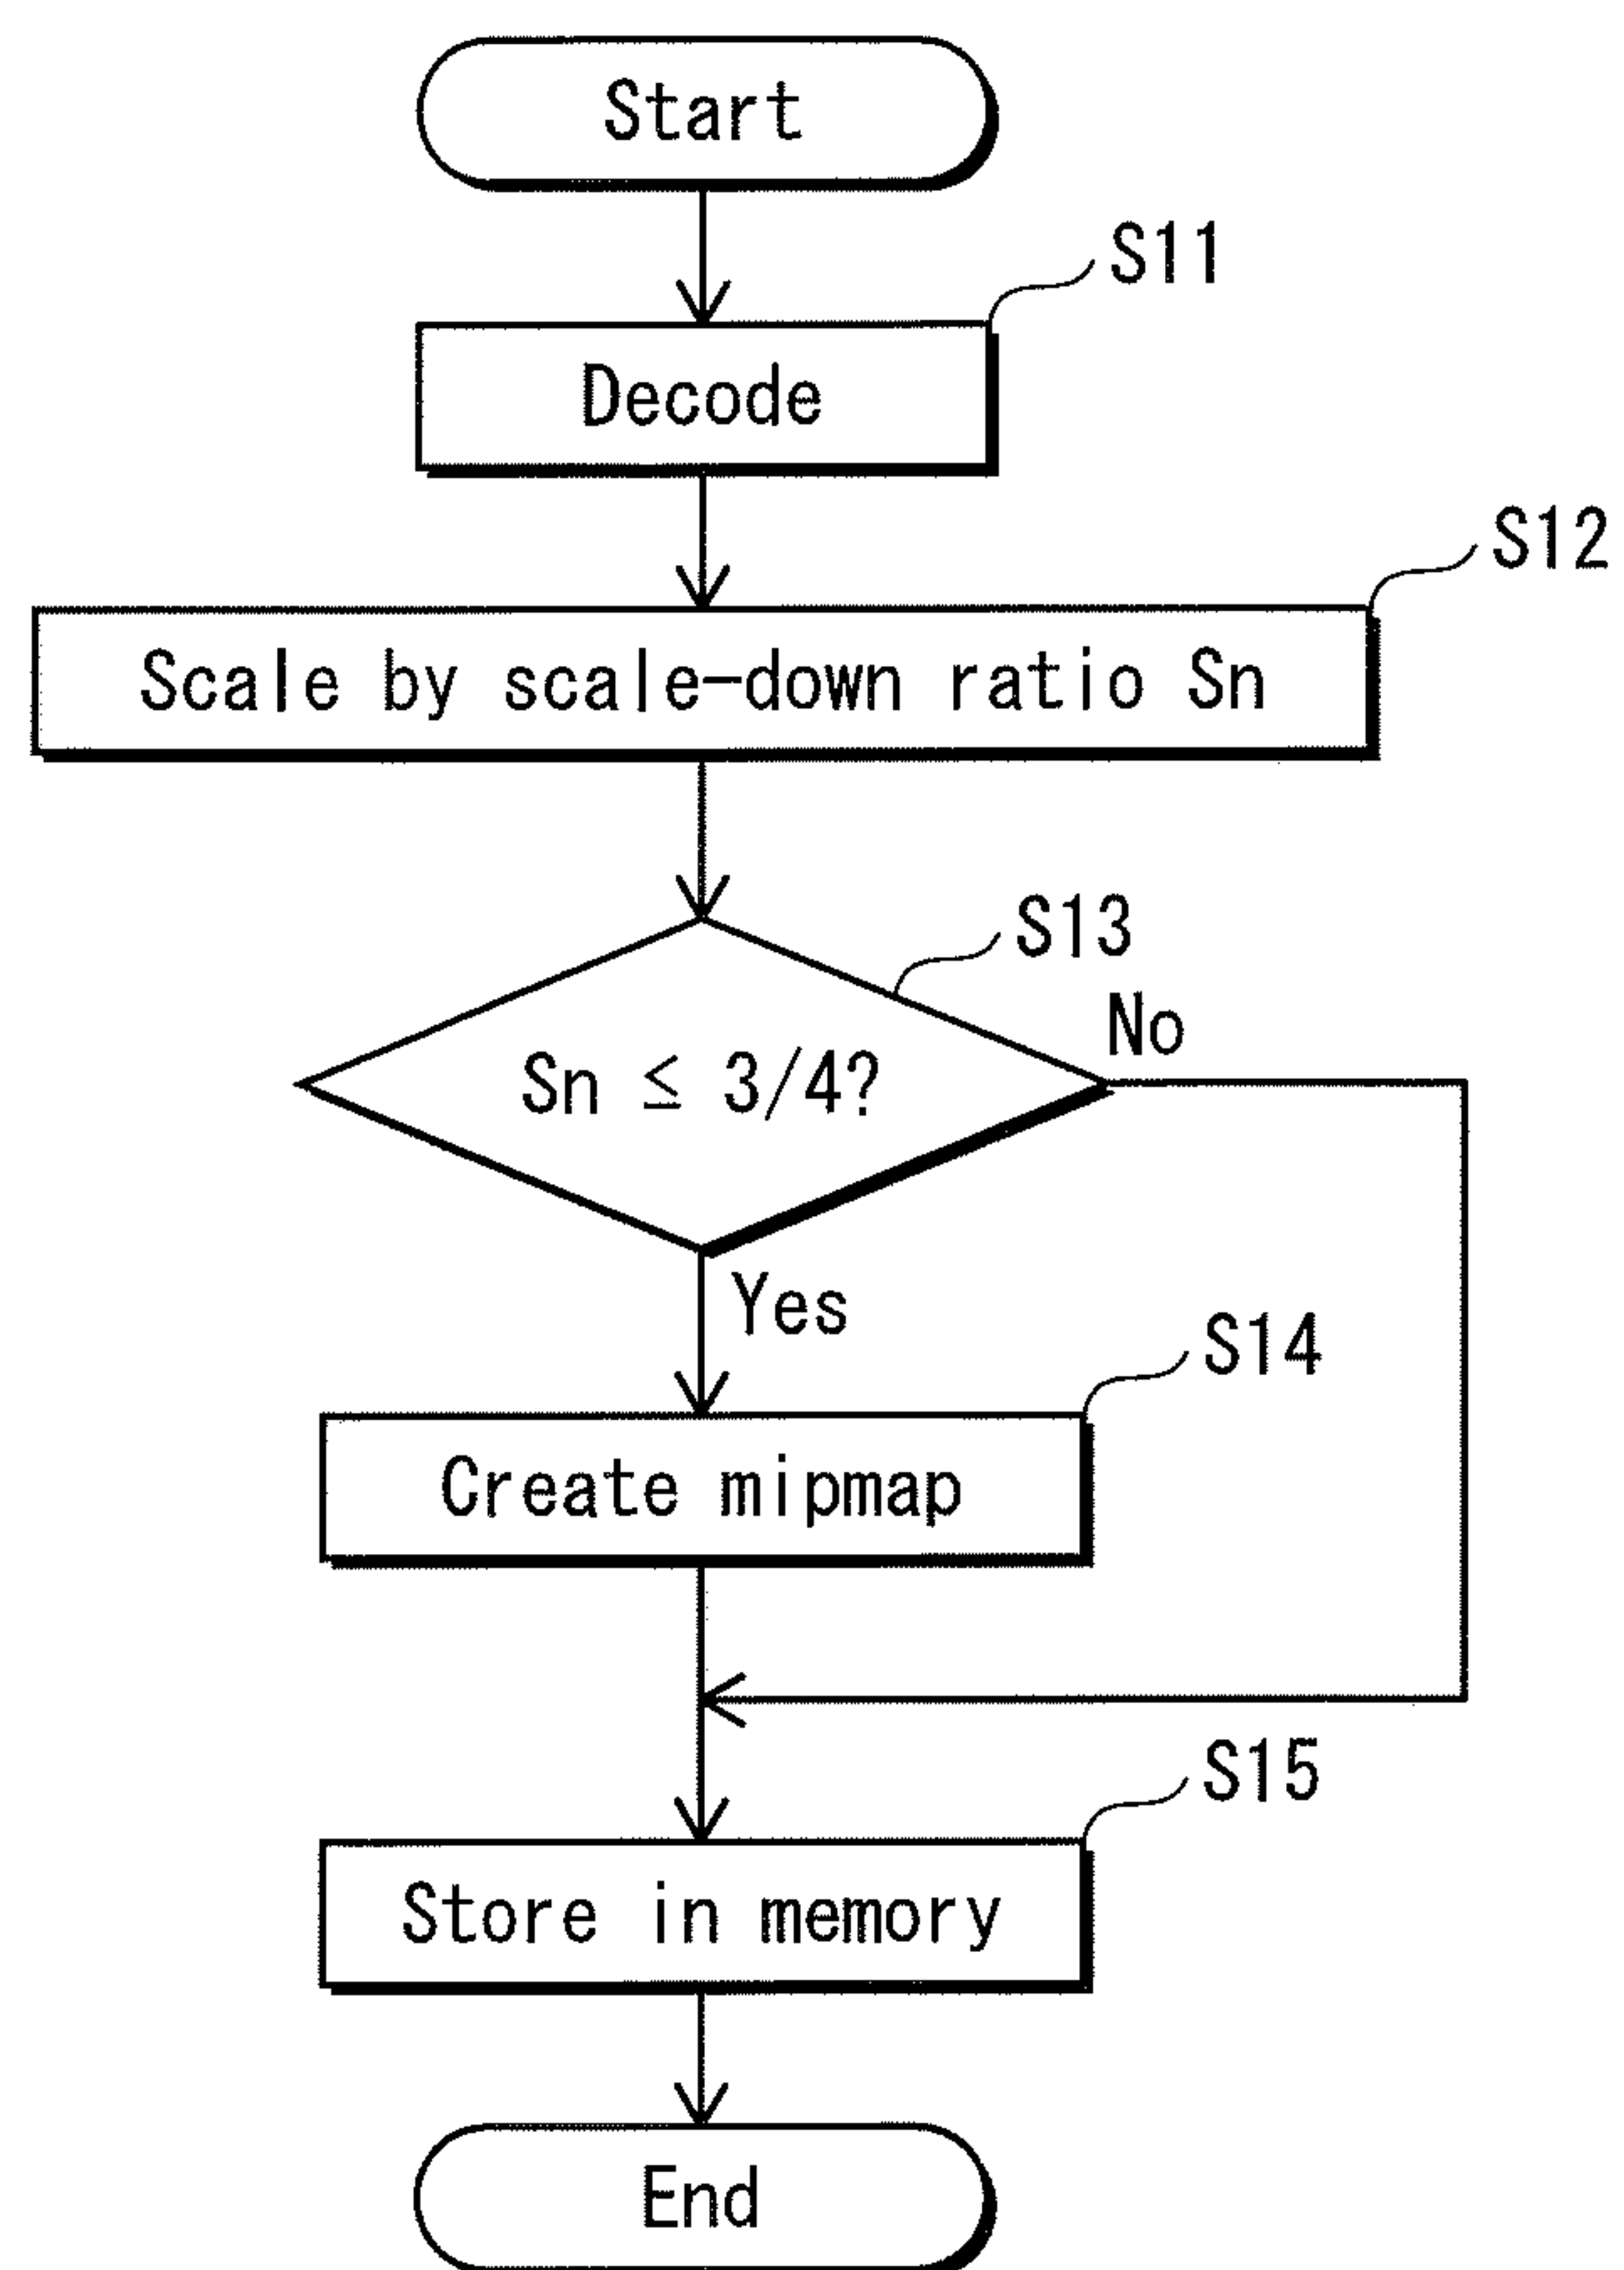 Start
S11
Decode
S12
Scale by scale-down ratio Sn
S13
No
Sn ≤ 3/4?
Yes
S14
Create mipmap
S15
Store in memory
End